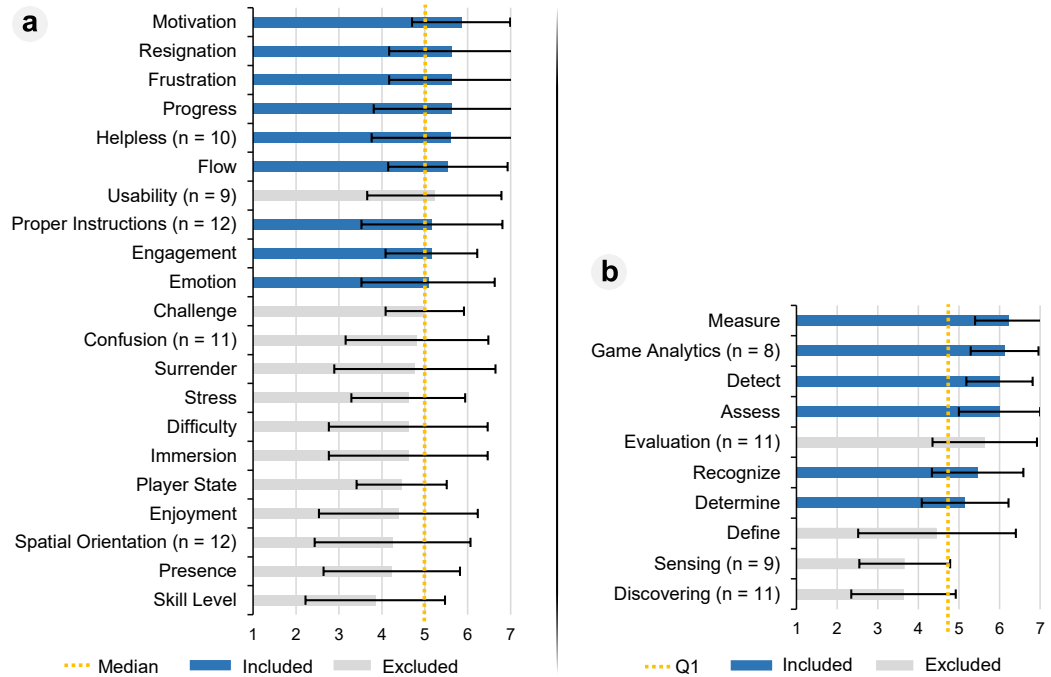 a
Motivation
Resignation
Frustration
Progress
Helpless (n = 10)
Flow
Usability (n = 9)
Proper Instructions (n = 12)
Engagement
Emotion
Challenge
Confusion (n = 11)
Surrender
Stress
Difficulty
Immersion
Player State
Enjoyment
Spatial Orientation (n = 12)
Presence
Skill Level
1 2 3 4 5 6 7
Median Included Excluded
b
Measure
Game Analytics (n = 8)
Detect
Assess
Evaluation (n = 11)
Recognize
Determine
Define
Sensing (n = 9)
Discovering (n = 11)
1 2 3 4 5 6 7
Q1 Included Excluded